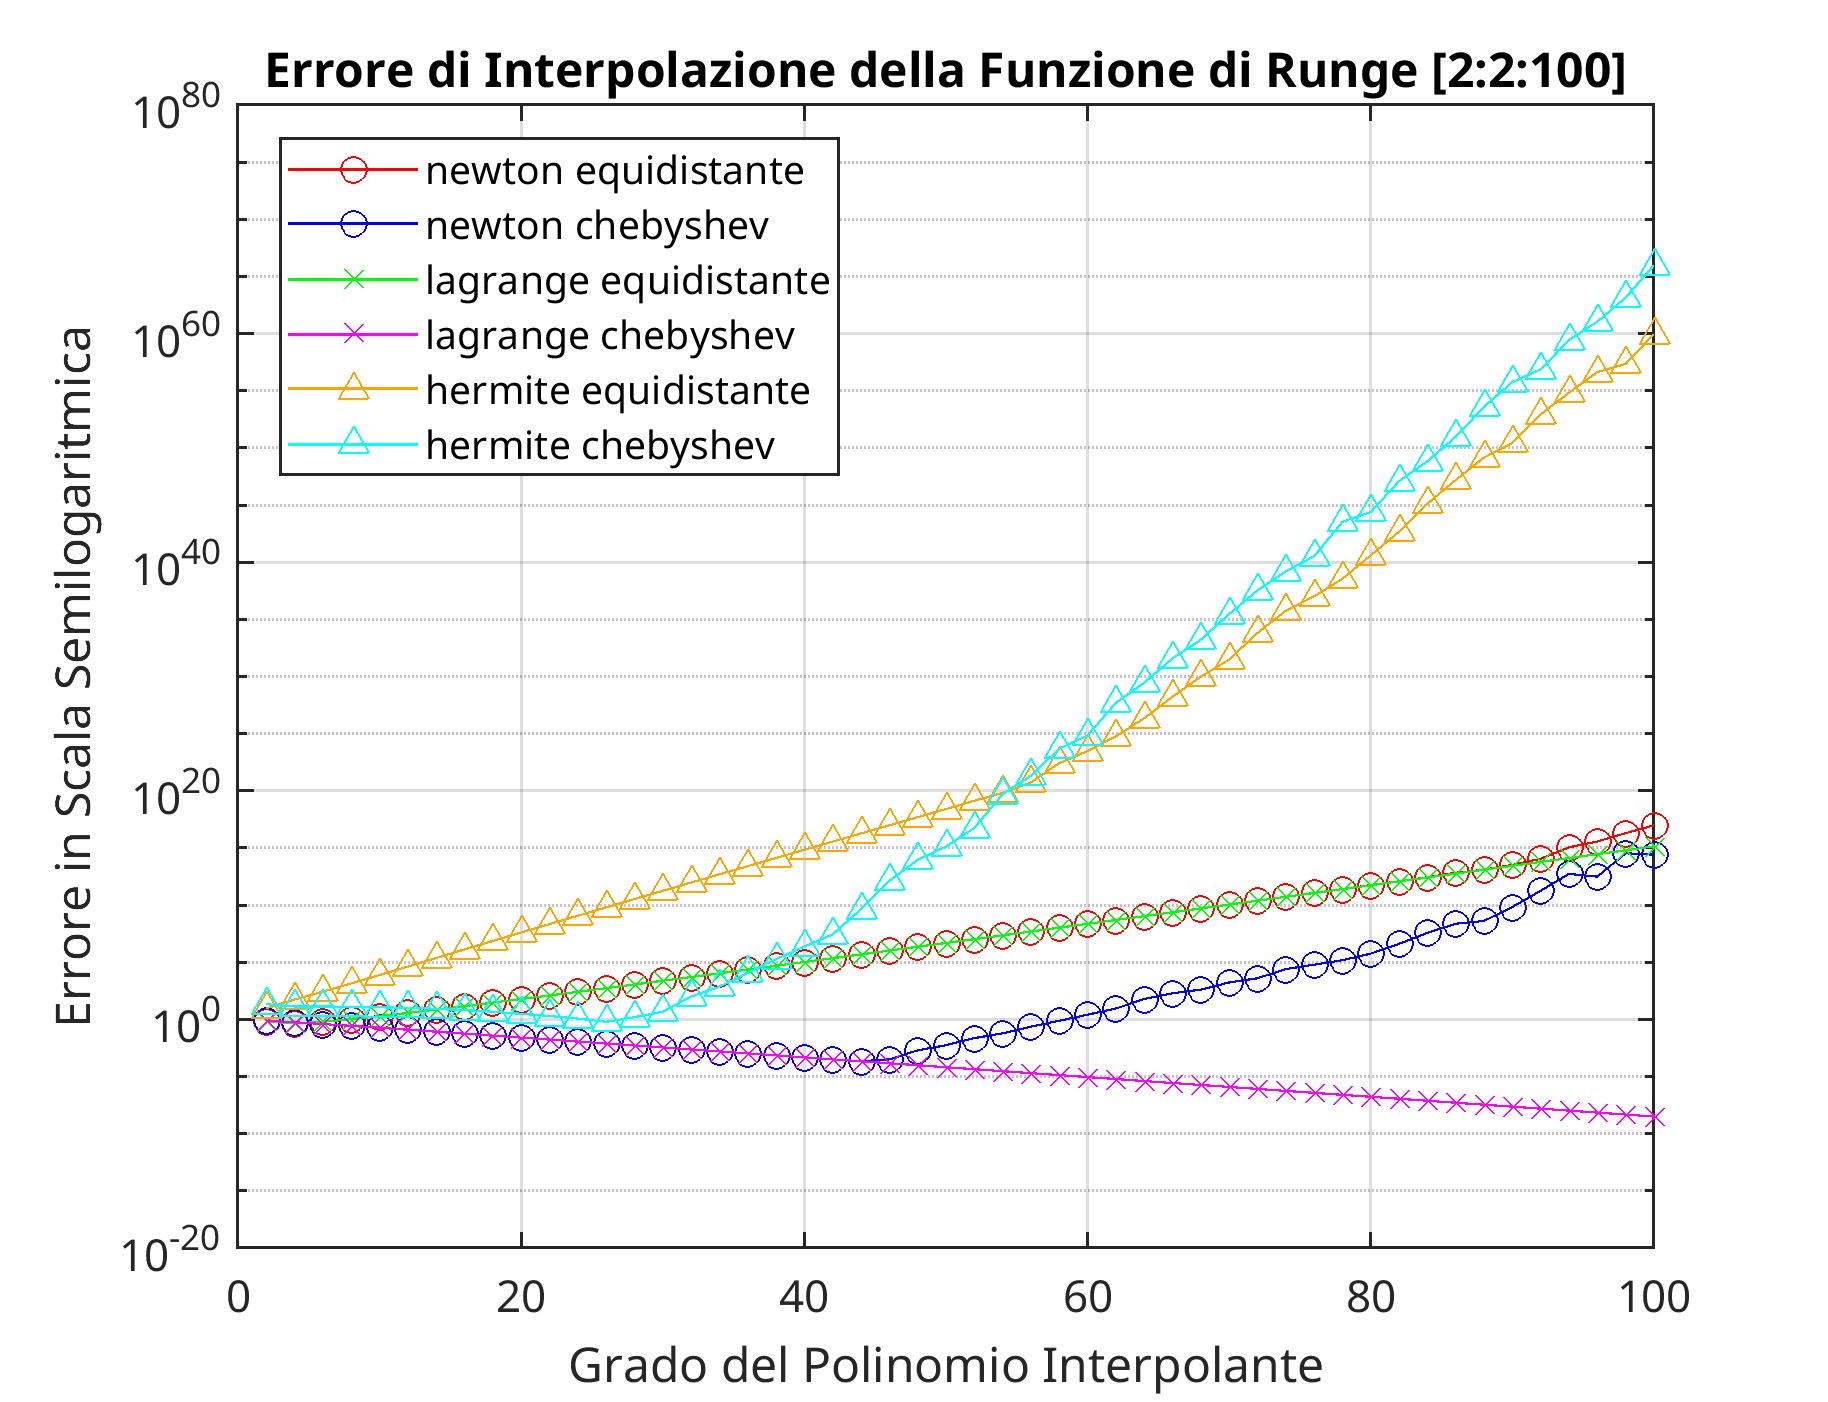 Errore di Interpolazione della Funzione di Runge [2:2:100]
10^80
10^60
10^40
10^20
10^0
10^-20
Errore in Scala Semilogaritmica
newton equidistante
newton chebyshev
lagrange equidistante
lagrange chebyshev
hermite equidistante
hermite chebyshev
0 20 40 60 80 100
Grado del Polinomio Interpolante